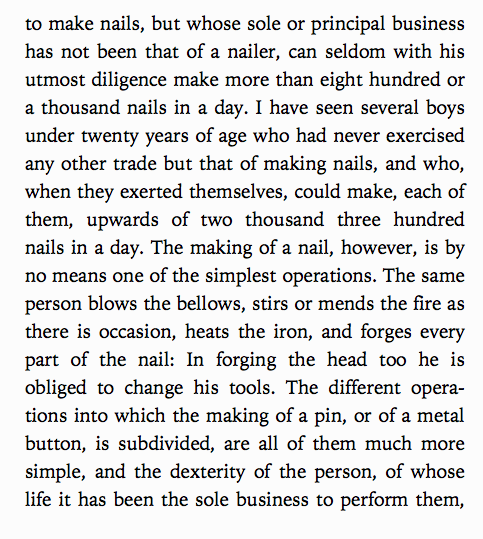 to make nails, but whose sole or principal business
has not been that of a nailer, can seldom with his
utmost diligence make more than eight hundred or
a thousand nails in a day. I have seen several boys
under twenty years of age who had never exercised
any other trade but that of making nails, and who,
when they exerted themselves, could make, each of
them, upwards of two thousand three hundred
nails in a day. The making of a nail, however, is by
no means one of the simplest operations. The same
person blows the bellows, stirs or mends the fire as
there is occasion, heats the iron, and forges every
part of the nail: In forging the head too he is
obliged to change his tools. The different opera-
tions into which the making of a pin, or of a metal
button, is subdivided, are all of them much more
simple, and the dexterity of the person, of whose
life it has been the sole business to perform them,